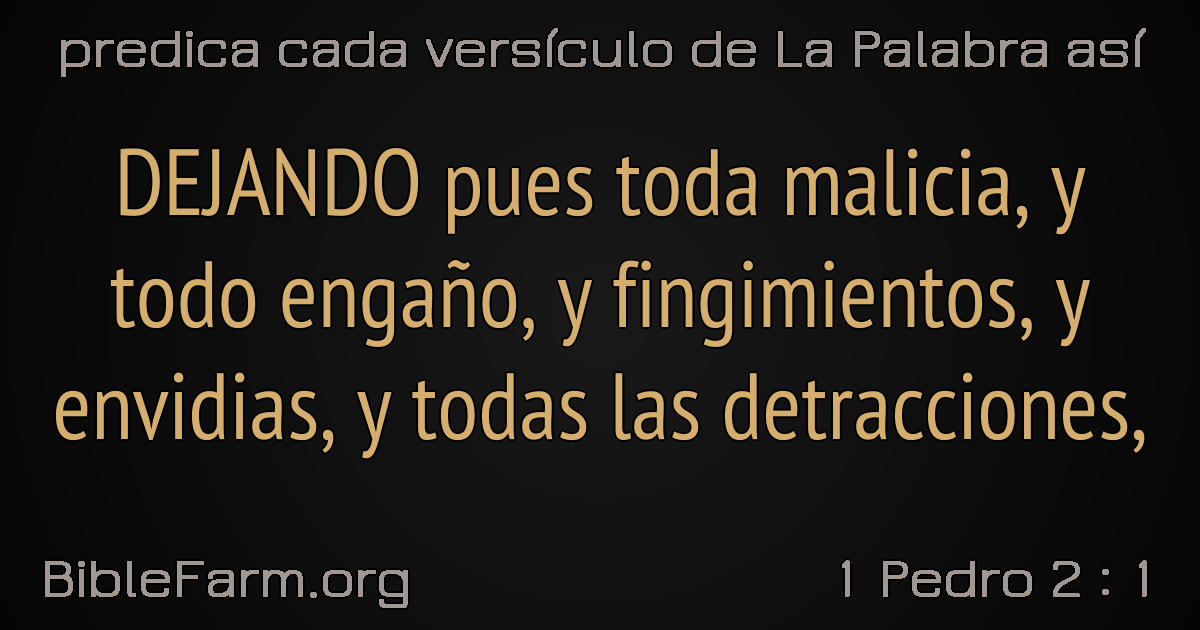 predica cada versículo de La Palabra así
DEJANDO pues toda malicia, y
todo engaño, y fingimientos, y
envidias, y todas las detracciones,
BibleFarm.org
1 Pedro 2 : 1